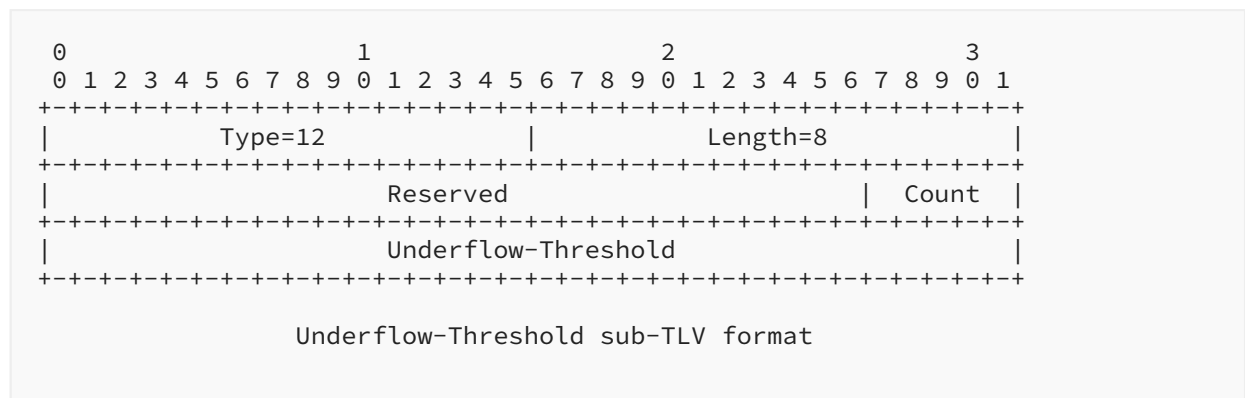 0                   1                   2                   3
 0 1 2 3 4 5 6 7 8 9 0 1 2 3 4 5 6 7 8 9 0 1 2 3 4 5 6 7 8 9 0 1
+-+-+-+-+-+-+-+-+-+-+-+-+-+-+-+-+-+-+-+-+-+-+-+-+-+-+-+-+-+-+-+-+
|           Type=12             |           Length=8            |
+-+-+-+-+-+-+-+-+-+-+-+-+-+-+-+-+-+-+-+-+-+-+-+-+-+-+-+-+-+-+-+-+
|                      Reserved                       |  Count  |
+-+-+-+-+-+-+-+-+-+-+-+-+-+-+-+-+-+-+-+-+-+-+-+-+-+-+-+-+-+-+-+-+
|                      Underflow-Threshold                      |
+-+-+-+-+-+-+-+-+-+-+-+-+-+-+-+-+-+-+-+-+-+-+-+-+-+-+-+-+-+-+-+-+
                Underflow-Threshold sub-TLV format